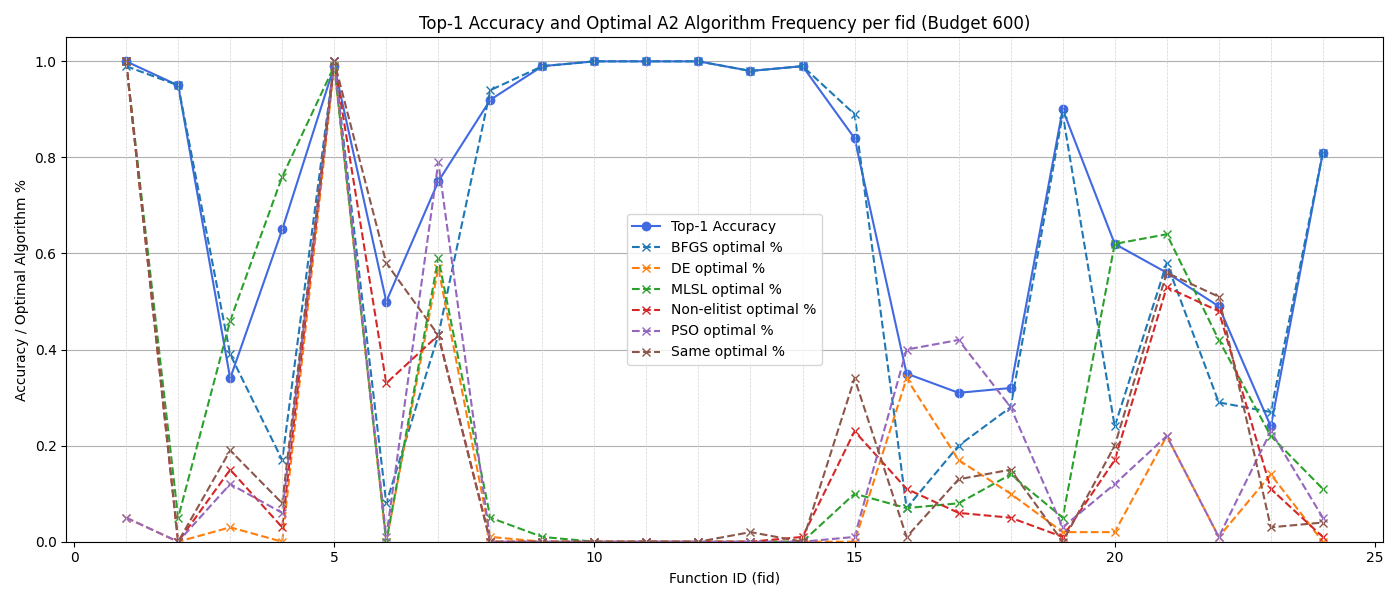 Top-1 Accuracy and Optimal A2 Algorithm Frequency per fid (Budget 600)
Accuracy / Optimal Algorithm %
1.0
0.8
0.6
0.4
0.2
0.0
Top-1 Accuracy
BFGS optimal %
DE optimal %
MLSL optimal %
Non-elitist optimal %
PSO optimal %
Same optimal %
0 5 10 15 20 25
Function ID (fid)